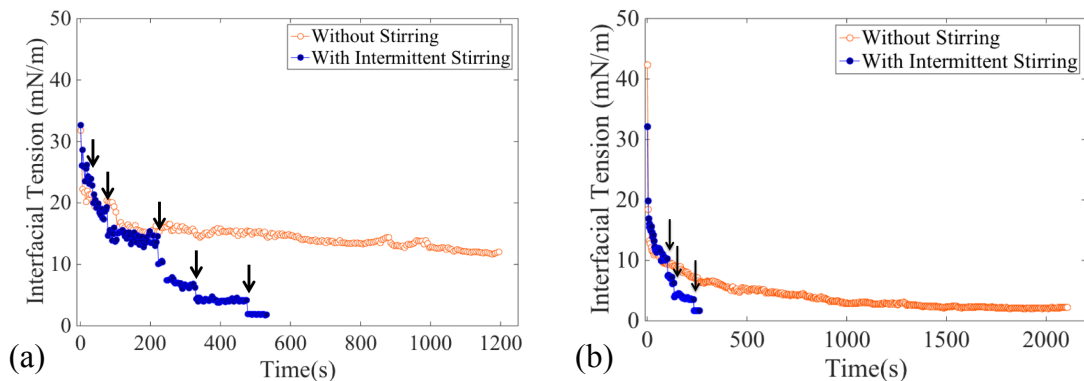 50
40
30
20
10
0
0 200 400 600 800 1000 1200
Interfacial Tension (mN/m)
Time(s)
Without Stirring
With Intermittent Stirring
(a)
50
40
30
20
10
0
0 500 1000 1500 2000
Interfacial Tension (mN/m)
Time(s)
Without Stirring
With Intermittent Stirring
(b)